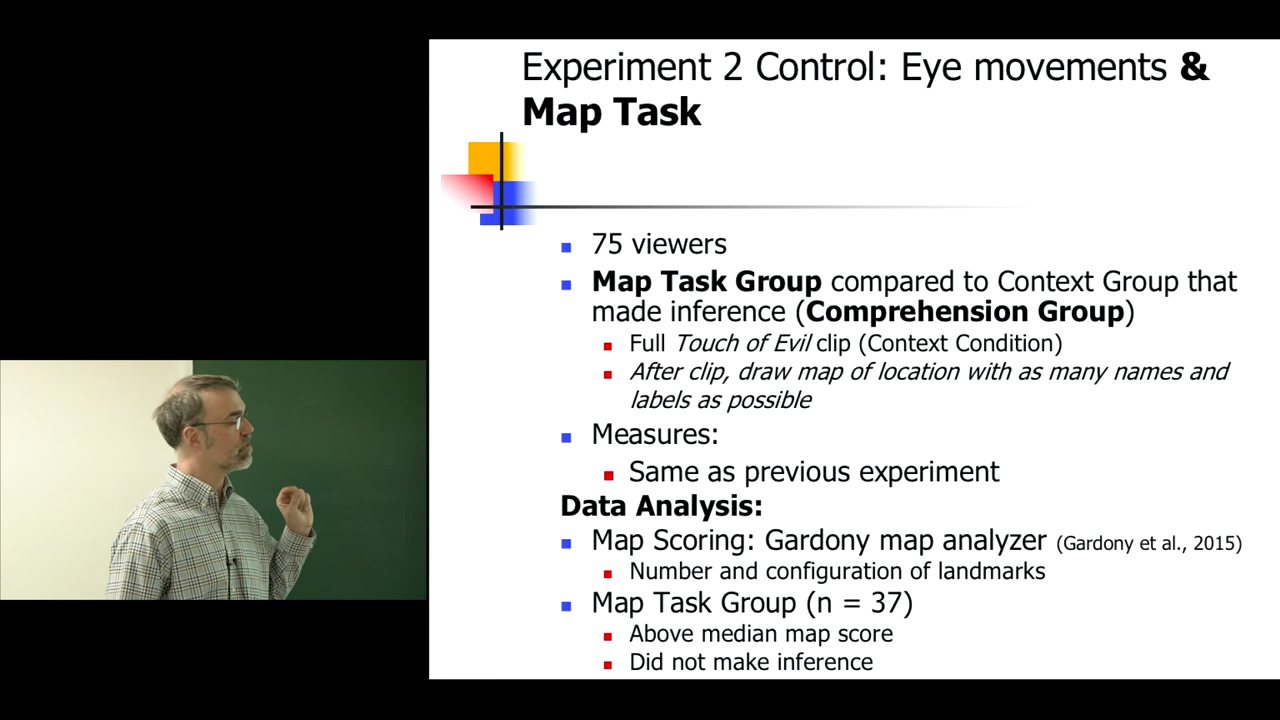 Experiment 2 Control: Eye movements &
Map Task
75 viewers
Map Task Group compared to Context Group that
made inference (Comprehension Group)
Full Touch of Evil clip (Context Condition)
After clip, draw map of location with as many names and
labels as possible
Measures:
Same as previous experiment
Data Analysis:
Map Scoring: Gardony map analyzer (Gardony et al., 2015)
Number and configuration of landmarks
Map Task Group (n = 37)
Above median map score
Did not make inference